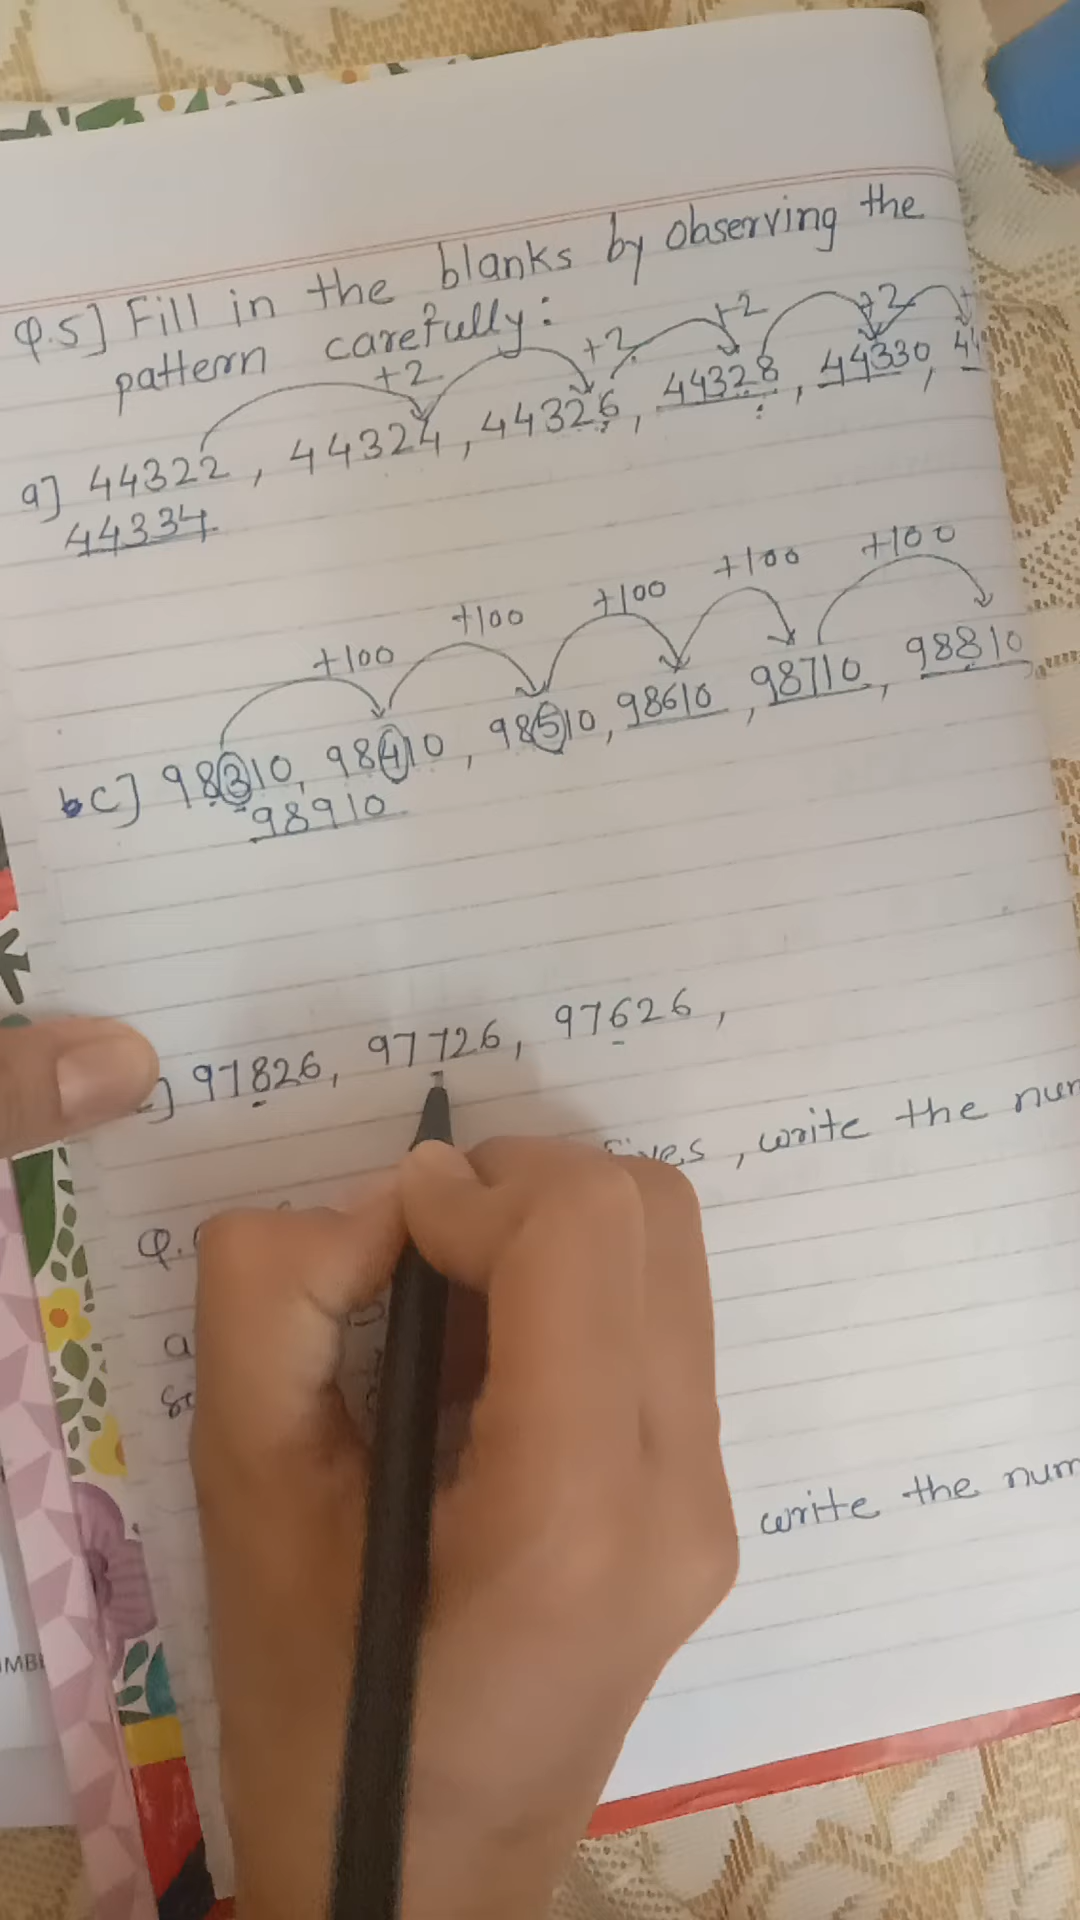 Q.5] Fill in the blanks by observing the
pattern carefully:
+2 +2 +2 +2
a] 44322, 44324, 44326, 44328, 44330,
44334
+100 +100 +100 +100 +100
c] 98310, 98410, 98510, 98610, 98710, 98810,
98910
97826, 97726, 97626,
, write the
Q.
a
write the